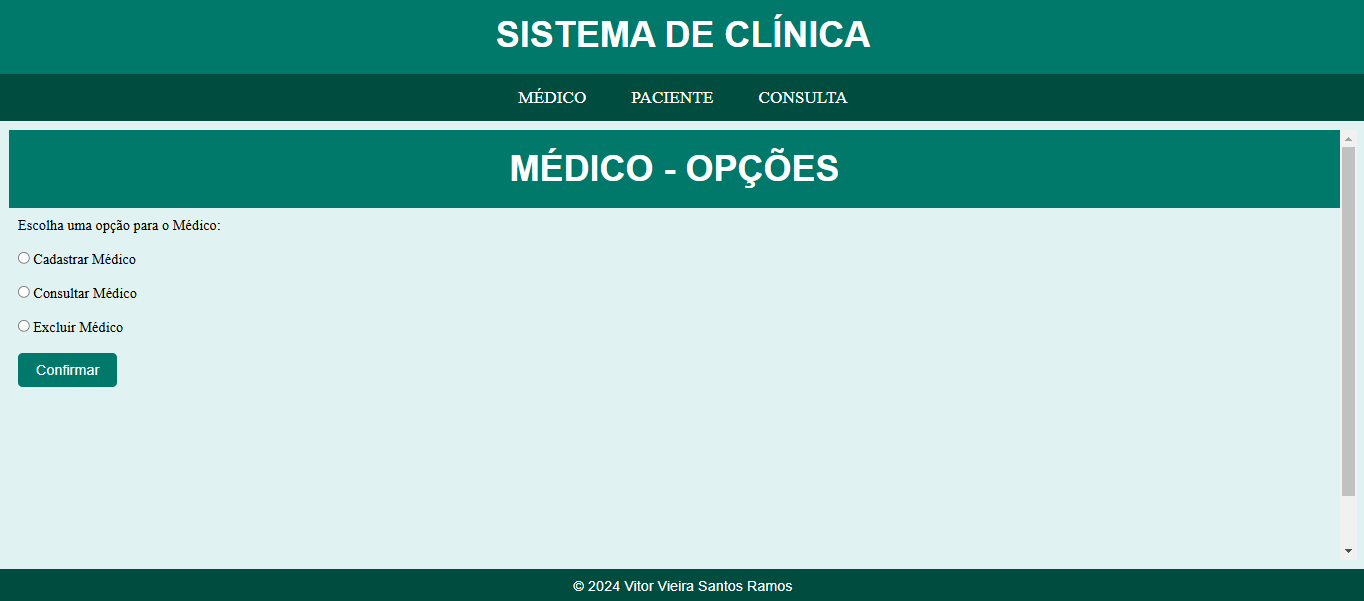 SISTEMA DE CLÍNICA
MÉDICO PACIENTE CONSULTA
MÉDICO - OPÇÕES
Escolha uma opção para o Médico:
Cadastrar Médico
Consultar Médico
Excluir Médico
Confirmar
© 2024 Vitor Vieira Santos Ramos